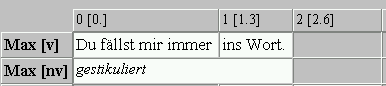 0 [0.] 1 [1.3] 2 [2.6]
Max [v] Du fällst mir immer ins Wort.
Max [nv] gestikuliert